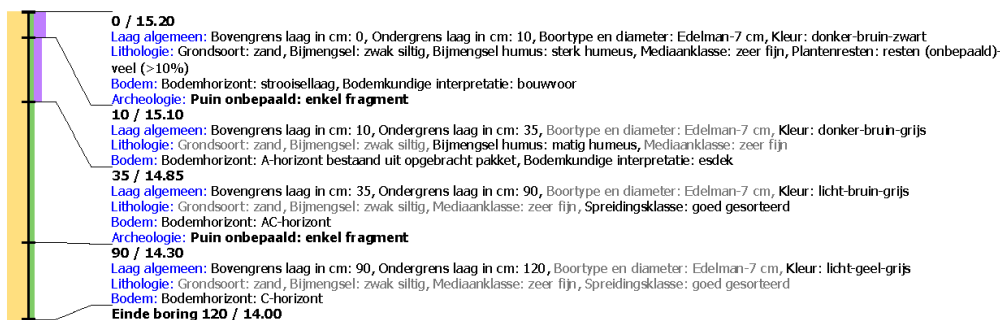 0 / 15.20
Laag algemeen: Bovengrens laag in cm: 0, Ondergrens laag in cm: 10, Boortype en diameter: Edelman-7 cm, Kleur: donker-bruin-zwart
Lithologie: Grondsoort: zand, Bijmengsel: zwak siltig, Bijmengsel humus: sterk humeus, Mediaanklasse: zeer fijn, Plantenresten: resten (onbepaald)-
veel (>10%)
Bodem: Bodemhorizont: strooisellaag, Bodemkundige interpretatie: bouwvoor
Archeologie: Puin onbepaald: enkel fragment
10 / 15.10
Laag algemeen: Bovengrens laag in cm: 10, Ondergrens laag in cm: 35, Boortype en diameter: Edelman-7 cm, Kleur: donker-bruin-grijs
Lithologie: Grondsoort: zand, Bijmengsel: zwak siltig, Bijmengsel humus: matig humeus, Mediaanklasse: zeer fijn
Bodem: Bodemhorizont: A-horizont bestaand uit opgebracht pakket, Bodemkundige interpretatie: esdek
35 / 14.85
Laag algemeen: Bovengrens laag in cm: 35, Ondergrens laag in cm: 90, Boortype en diameter: Edelman-7 cm, Kleur: licht-bruin-grijs
Lithologie: Grondsoort: zand, Bijmengsel: zwak siltig, Mediaanklasse: zeer fijn, Spreidingsklasse: goed gesorteerd
Bodem: Bodemhorizont: AC-horizont
Archeologie: Puin onbepaald: enkel fragment
90 / 14.30
Laag algemeen: Bovengrens laag in cm: 90, Ondergrens laag in cm: 120, Boortype en diameter: Edelman-7 cm, Kleur: licht-geel-grijs
Lithologie: Grondsoort: zand, Bijmengsel: zwak siltig, Mediaanklasse: zeer fijn, Spreidingsklasse: goed gesorteerd
Bodem: Bodemhorizont: C-horizont
Einde boring 120 / 14.00